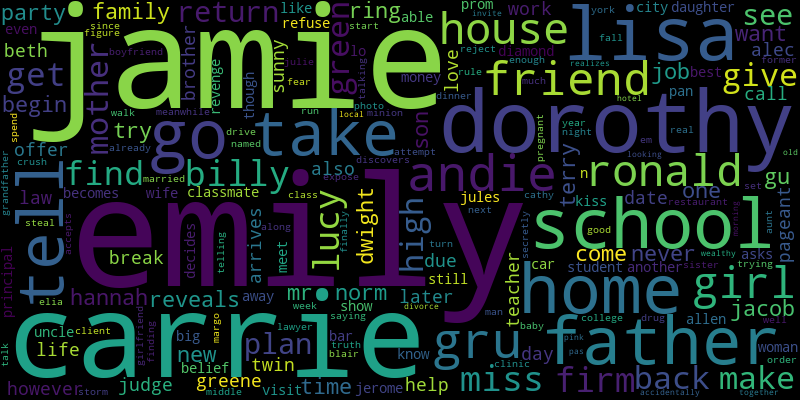 jamie
emily
carrie
dorothy
lisa
school
home
father
house
friend
go
take
tell
find
billy
andie
ronald
girl
gru
miss
firm
back
make
give
get
begin
family
party
return
green
mother
brother
revenge
sunny
ring
able
love
like
refuse
prom
invite
work
diamond
job
best
call
pan
york
fall
city
daughter
since
see
want
alec
former
realizes
enough
reject
rule
start
julie
talking
lo
money
even
figure
beth
boyfriend
meanwhile
though
fear
photo
minion
walk
run
dinner
much
hotel
spend
try
offer
crush
already
drive
named
local
attempt
discovers
son
also
lucy
high
dwight
jules
next
cathy
kiss
terry
pregnant
year
night
em
real
looking
date
one
n
gu
set
old
restaurant
pageant
aunt
morning
grandfather
steal
law
becomes
married
wife
classmate
class
expose
telling
along
finally
meet
arrives
decides
break
hannah
reveals
mr
norm
due
still
later
teacher
secretly
turn
good
come
never
car
student
another
sister
wealthy
asks
trying
jacob
principal
accepts
elia
uncle
client
life
talk
however
storm
judge
finding
girlfriend
big
new
belief
greene
middle
margo
away
plan
twin
visit
week
show
lawyer
saying
bar
blair
truth
time
jerome
help
divorce
know
man
day
baby
clinic
pink
pas
college
drug
allen
accidentally
woman
well
order
together